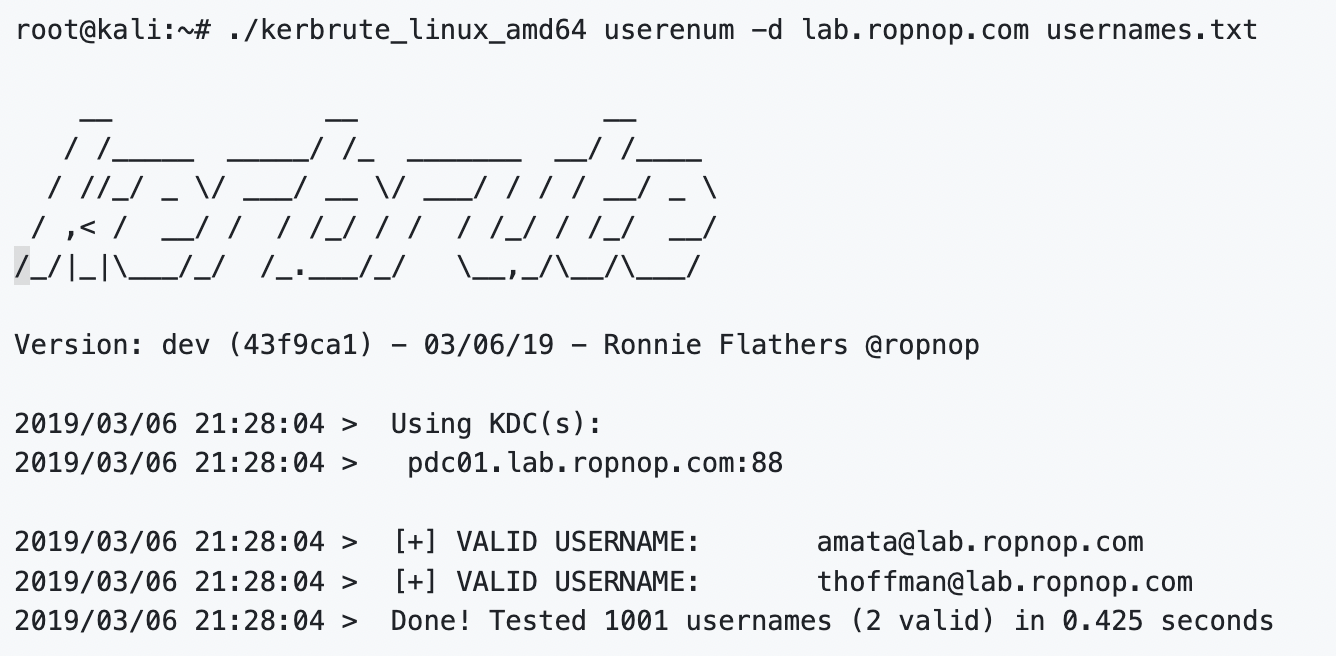 root@kali:~# ./kerbrute_linux_amd64 userenum -d lab.ropnop.com usernames.txt
    __             __               __
   / /_____  _____/ /_  _______  __/ /____
  / //_/ _ \/ ___/ __ \/ ___/ / / / __/ _ \
 / ,< /  __/ /  / /_/ / /  / /_/ / /_/  __/
/_/|_|\___/_/  /_.___/_/   \__,_/\__/\___/
Version: dev (43f9ca1) – 03/06/19 – Ronnie Flathers @ropnop
2019/03/06 21:28:04 >  Using KDC(s):
2019/03/06 21:28:04 >   pdc01.lab.ropnop.com:88
2019/03/06 21:28:04 >  [+] VALID USERNAME:       amata@lab.ropnop.com
2019/03/06 21:28:04 >  [+] VALID USERNAME:       thoffman@lab.ropnop.com
2019/03/06 21:28:04 >  Done! Tested 1001 usernames (2 valid) in 0.425 seconds